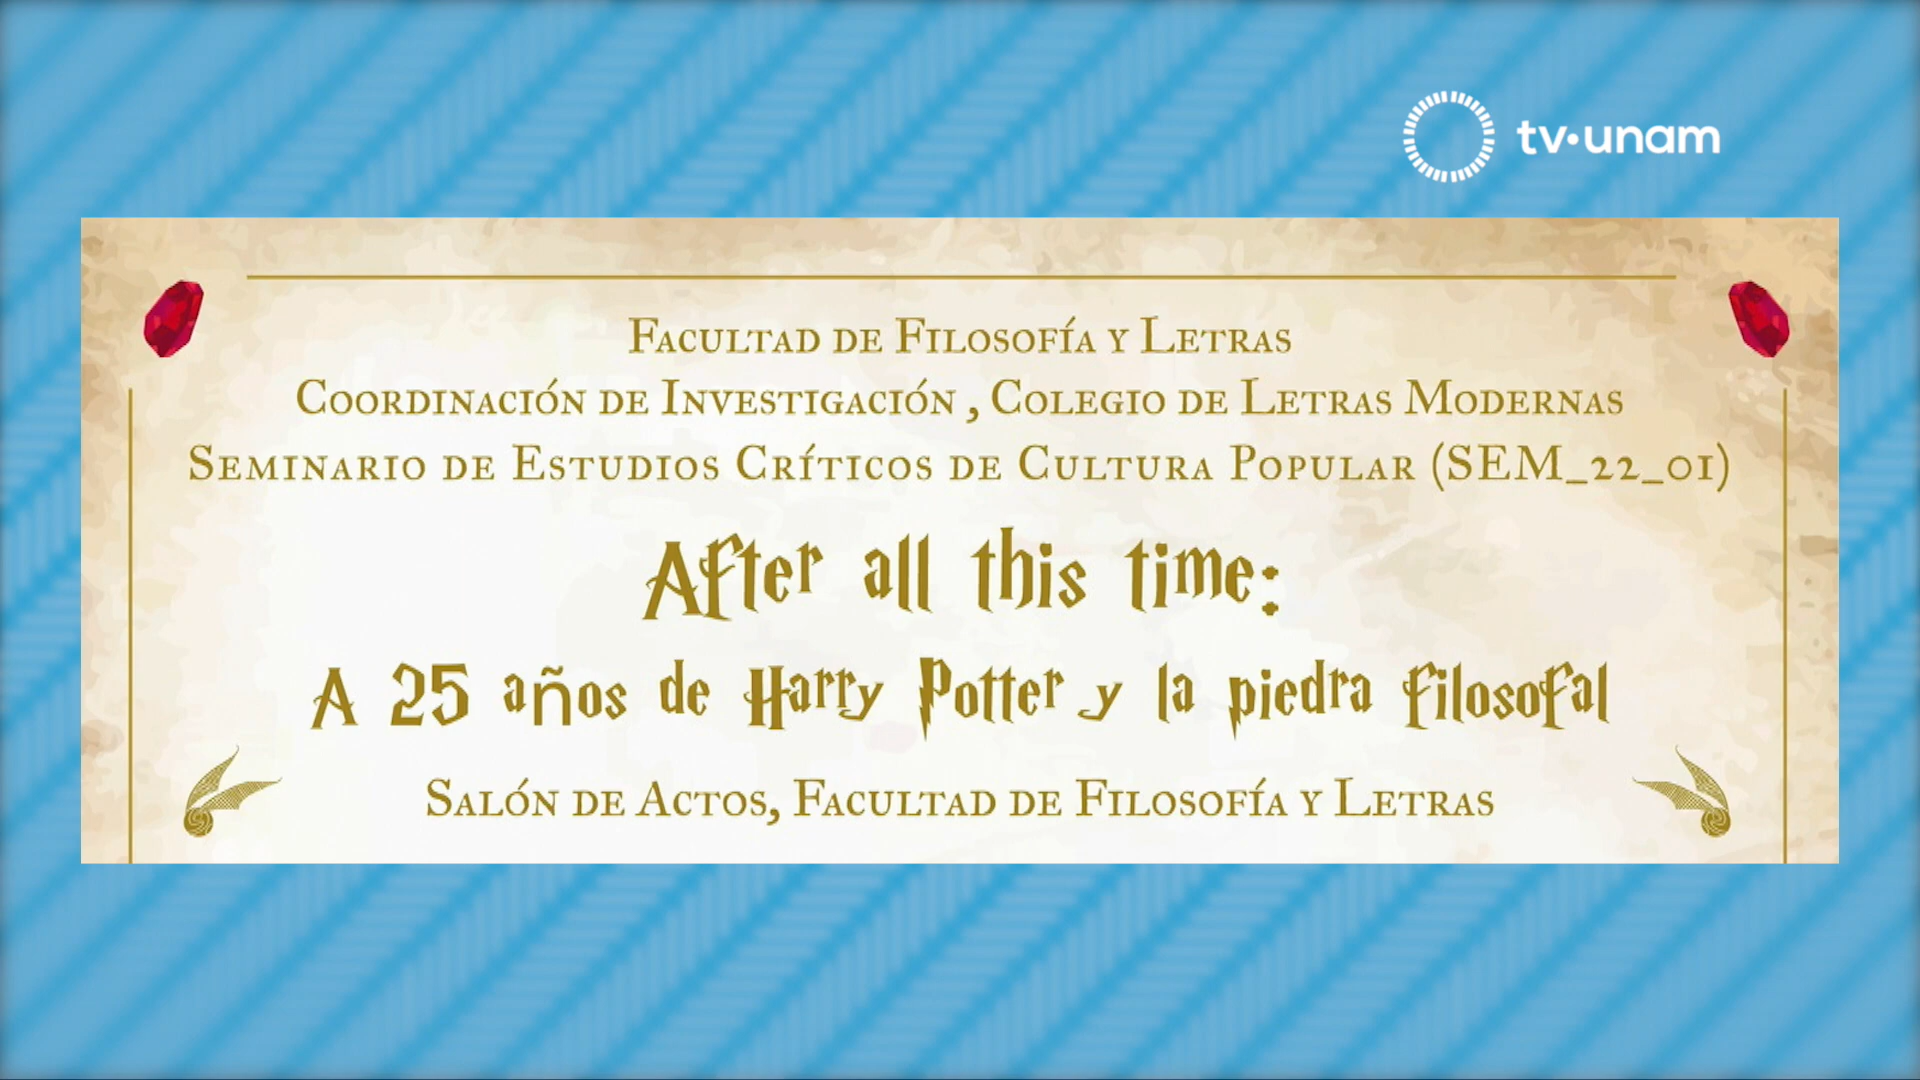 tv·unam
Facultad de Filosofía y Letras
Coordinación de Investigación , Colegio de Letras Modernas
Seminario de Estudios Críticos de Cultura Popular (SEM_22_01)
After all this time:
A 25 años de Harry Potter y la piedra filosofal
Salón de Actos, Facultad de Filosofía y Letras